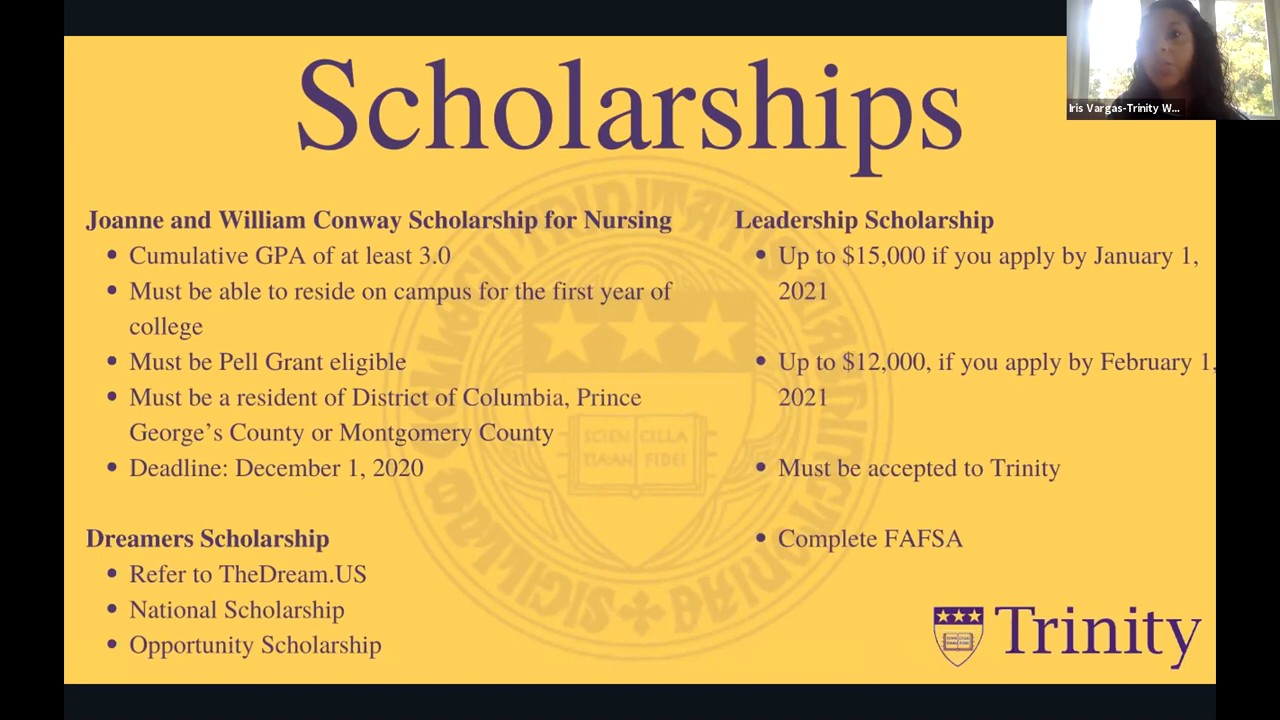 Scholarships
Iris Vargas-Trinity W...
Joanne and William Conway Scholarship for Nursing
• Cumulative GPA of at least 3.0
• Must be able to reside on campus for the first year of
college
• Must be Pell Grant eligible
• Must be a resident of District of Columbia, Prince
George’s County or Montgomery County
• Deadline: December 1, 2020
Dreamers Scholarship
• Refer to TheDream.US
• National Scholarship
• Opportunity Scholarship
Leadership Scholarship
• Up to $15,000 if you apply by January 1,
2021
• Up to $12,000, if you apply by February 1,
2021
• Must be accepted to Trinity
• Complete FAFSA
Trinity